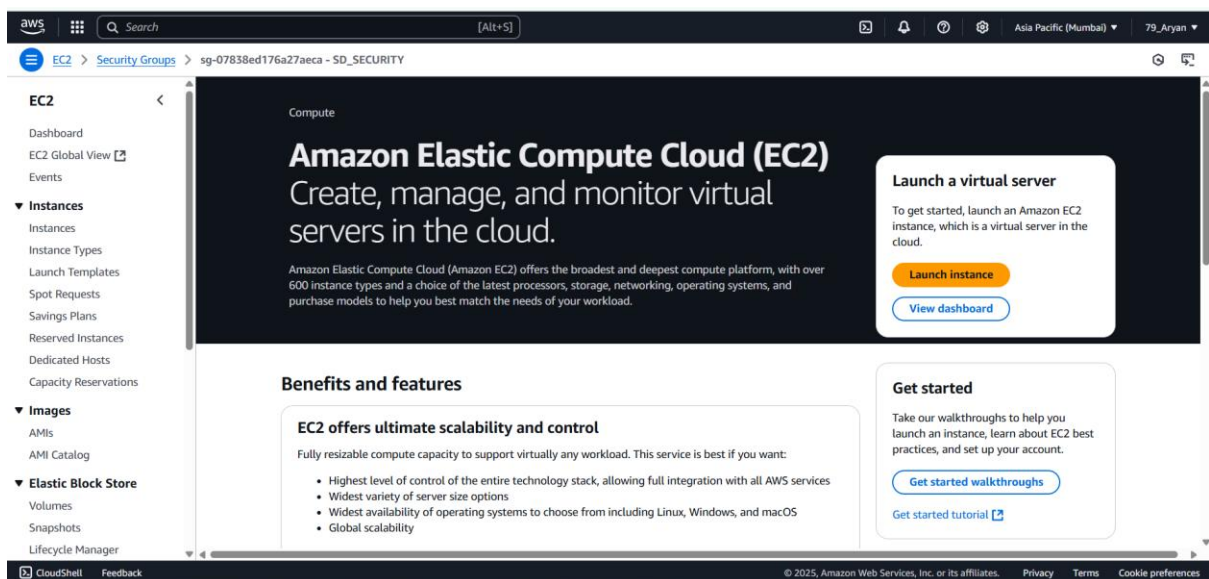 aws
Search
[Alt+S]
Asia Pacific (Mumbai)
79_Aryan
EC2 > Security Groups > sg-07838ed176a27aeca - SD_SECURITY
EC2
Dashboard
EC2 Global View
Events
Instances
Instances
Instance Types
Launch Templates
Spot Requests
Savings Plans
Reserved Instances
Dedicated Hosts
Capacity Reservations
Images
AMIs
AMI Catalog
Elastic Block Store
Volumes
Snapshots
Lifecycle Manager
Compute
Amazon Elastic Compute Cloud (EC2)
Create, manage, and monitor virtual
servers in the cloud.
Amazon Elastic Compute Cloud (Amazon EC2) offers the broadest and deepest compute platform, with over
600 instance types and a choice of the latest processors, storage, networking, operating systems, and
purchase models to help you best match the needs of your workload.
Launch a virtual server
To get started, launch an Amazon EC2
instance, which is a virtual server in the
cloud.
Launch instance
View dashboard
Benefits and features
EC2 offers ultimate scalability and control
Fully resizable compute capacity to support virtually any workload. This service is best if you want:
• Highest level of control of the entire technology stack, allowing full integration with all AWS services
• Widest variety of server size options
• Widest availability of operating systems to choose from including Linux, Windows, and macOS
• Global scalability
Get started
Take our walkthroughs to help you
launch an instance, learn about EC2 best
practices, and set up your account.
Get started walkthroughs
Get started tutorial
CloudShell
Feedback
© 2025, Amazon Web Services, Inc. or its affiliates.
Privacy
Terms
Cookie preferences